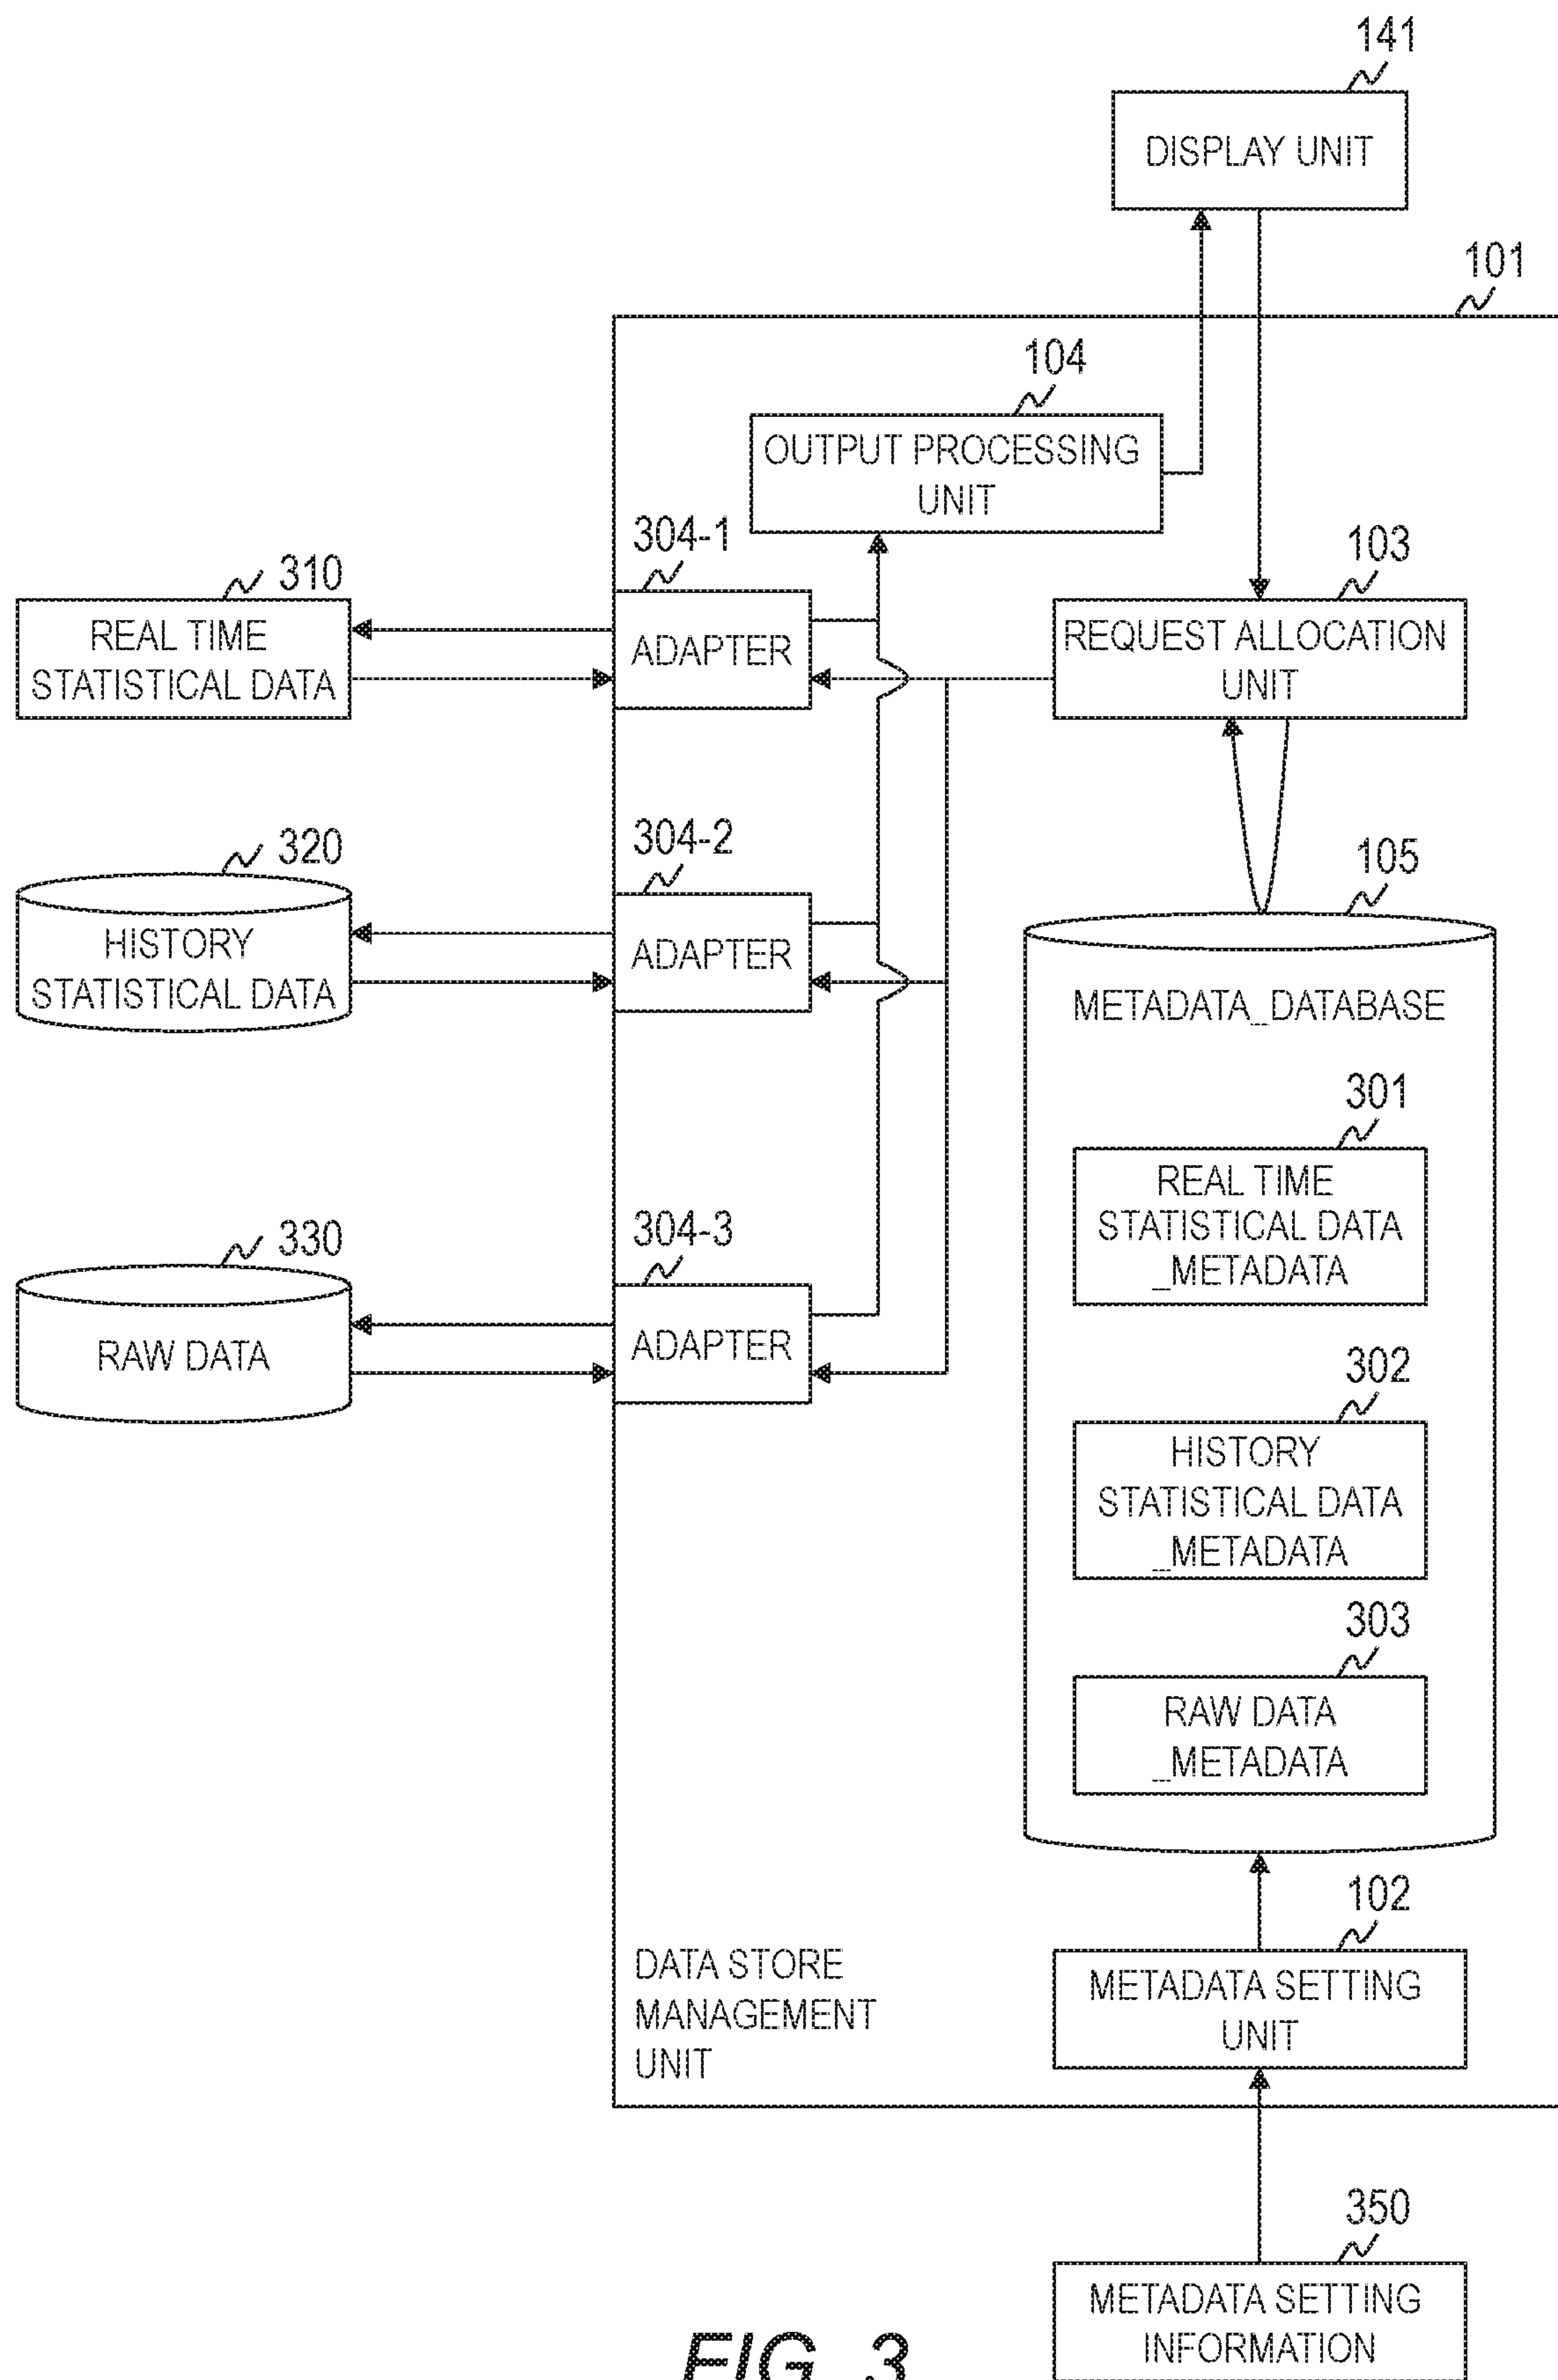 141
DISPLAY UNIT
101
104
OUTPUT PROCESSING
UNIT
304-1
ADAPTER
103
REQUEST ALLOCATION
UNIT
310
REAL TIME
STATISTICAL DATA
320
HISTORY
STATISTICAL DATA
304-2
ADAPTER
105
METADATA_DATABASE
301
REAL TIME
STATISTICAL DATA
_METADATA
330
RAW DATA
304-3
ADAPTER
302
HISTORY
STATISTICAL DATA
_METADATA
303
RAW DATA
_METADATA
102
METADATA SETTING
UNIT
DATA STORE
MANAGEMENT
UNIT
350
METADATA SETTING
INFORMATION
FIG. 3